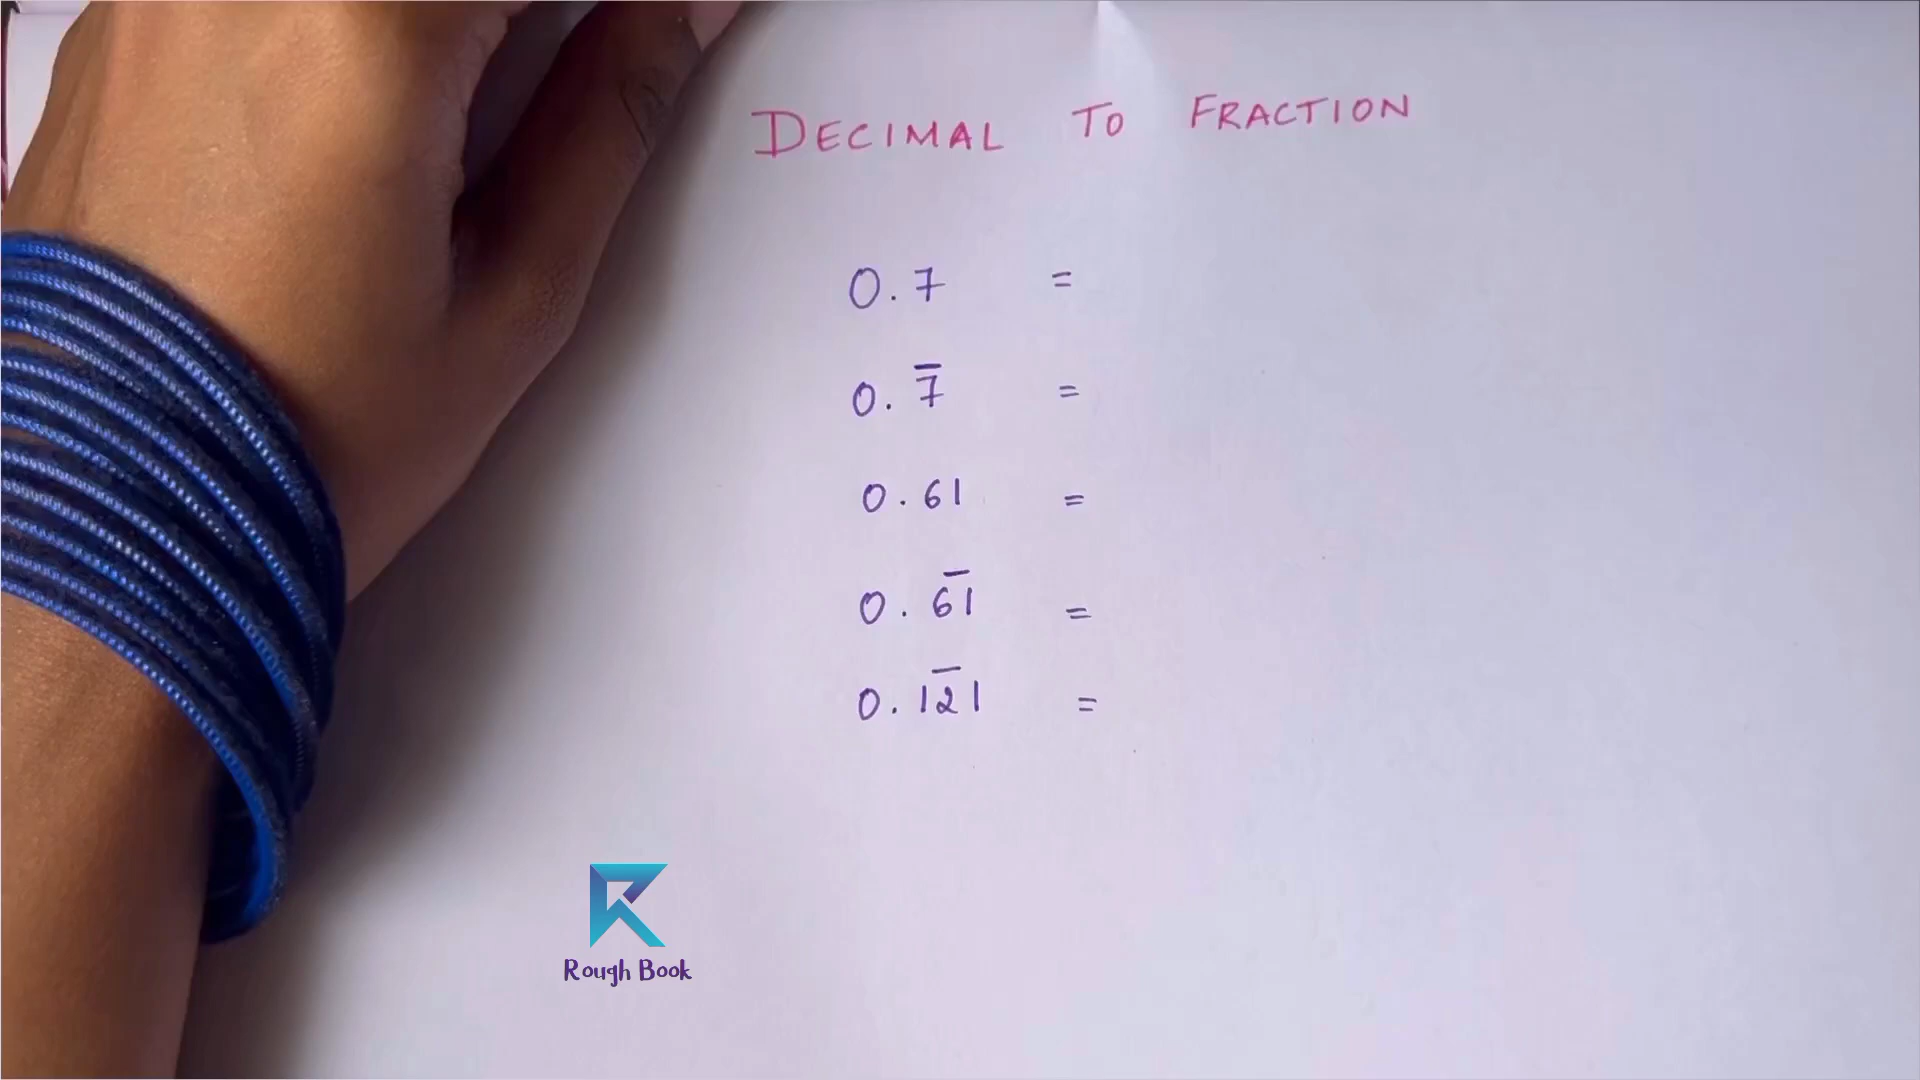 DECIMAL TO FRACTION
0.7 =
0.7̅ =
0.61 =
0.6̅1̅ =
0.12̅1 =
Rough Book